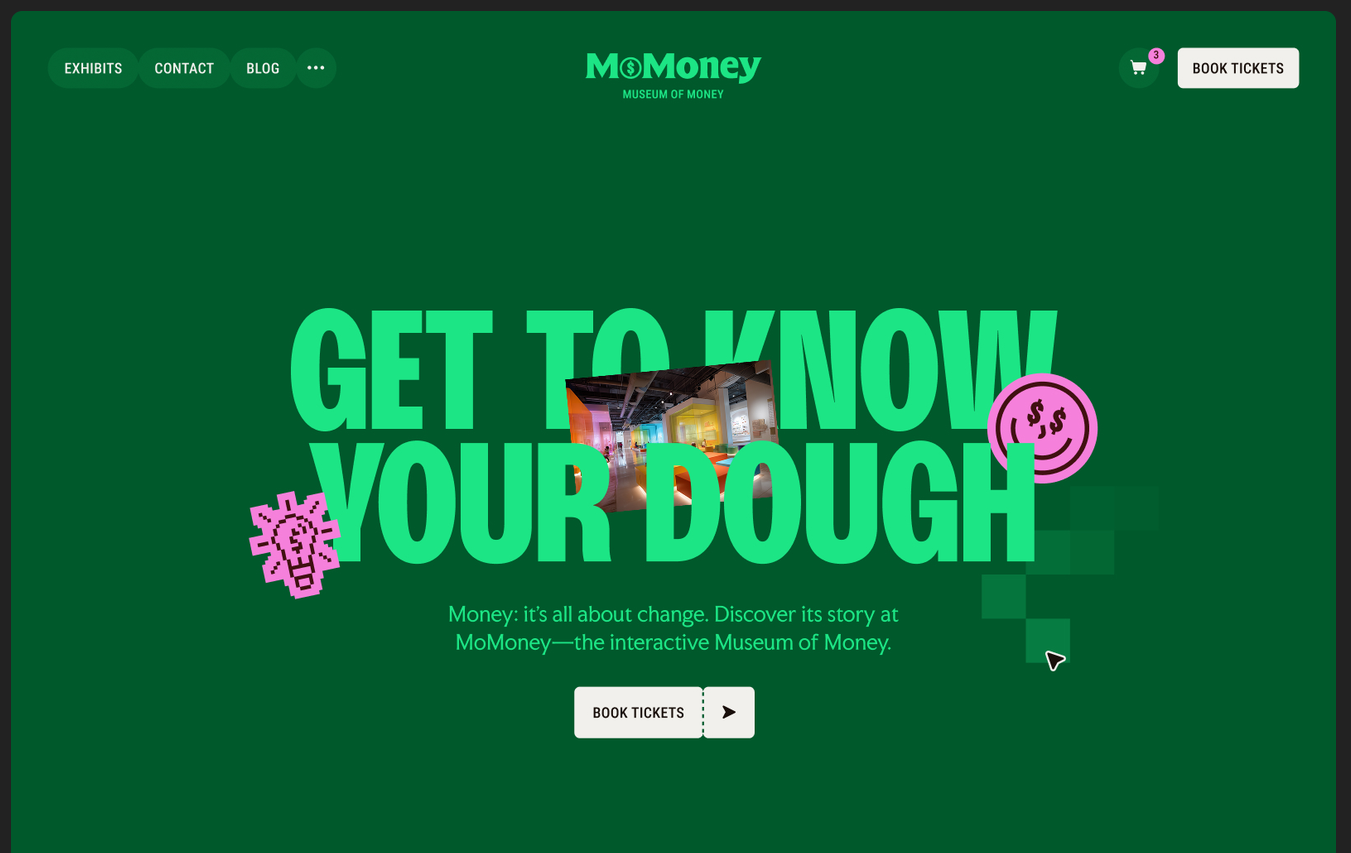 EXHIBITS
CONTACT
BLOG
MoMoney
MUSEUM OF MONEY
3
BOOK TICKETS
GET TO KNOW
YOUR DOUGH
Money: it’s all about change. Discover its story at
MoMoney—the interactive Museum of Money.
BOOK TICKETS